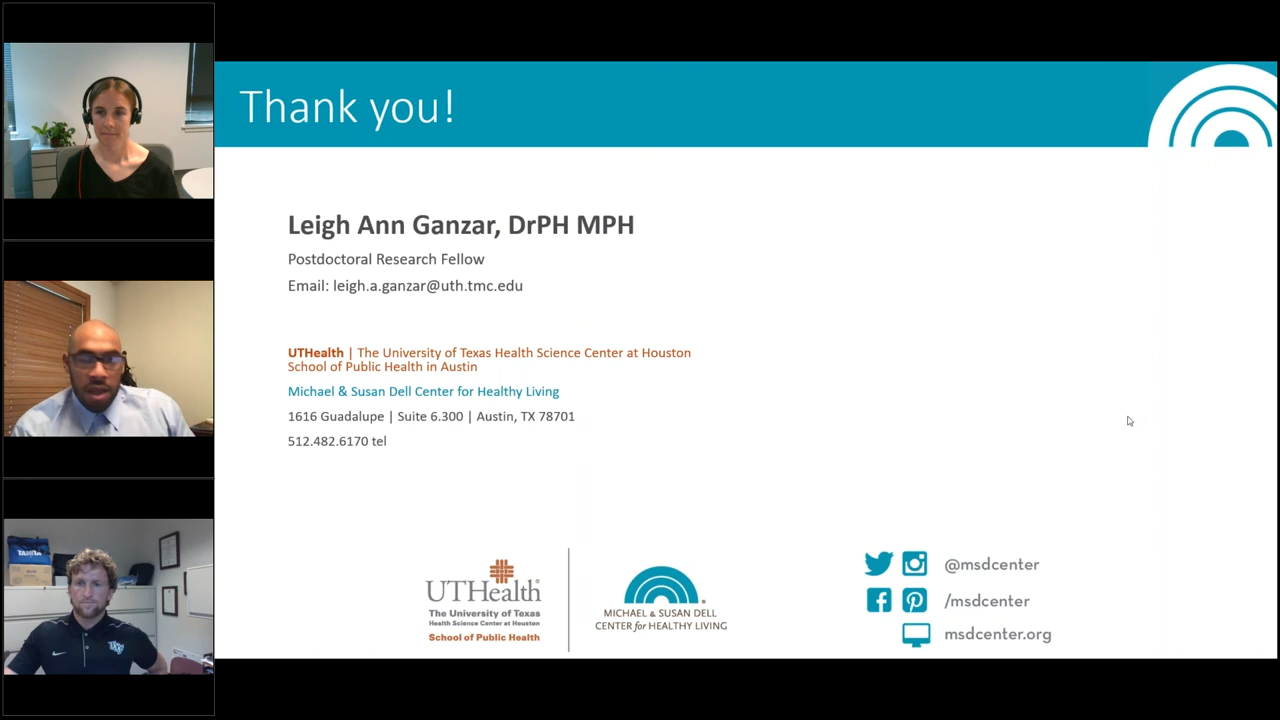 Thank you!
Leigh Ann Ganzar, DrPH MPH
Postdoctoral Research Fellow
Email: leigh.a.ganzar@uth.tmc.edu
UTHealth | The University of Texas Health Science Center at Houston
School of Public Health in Austin
Michael & Susan Dell Center for Healthy Living
1616 Guadalupe | Suite 6.300 | Austin, TX 78701
512.482.6170 tel
UTHealth®
The University of Texas
Health Science Center at Houston
School of Public Health
MICHAEL & SUSAN DELL
CENTER for HEALTHY LIVING
@msdcenter
/msdcenter
msdcenter.org
TANITA